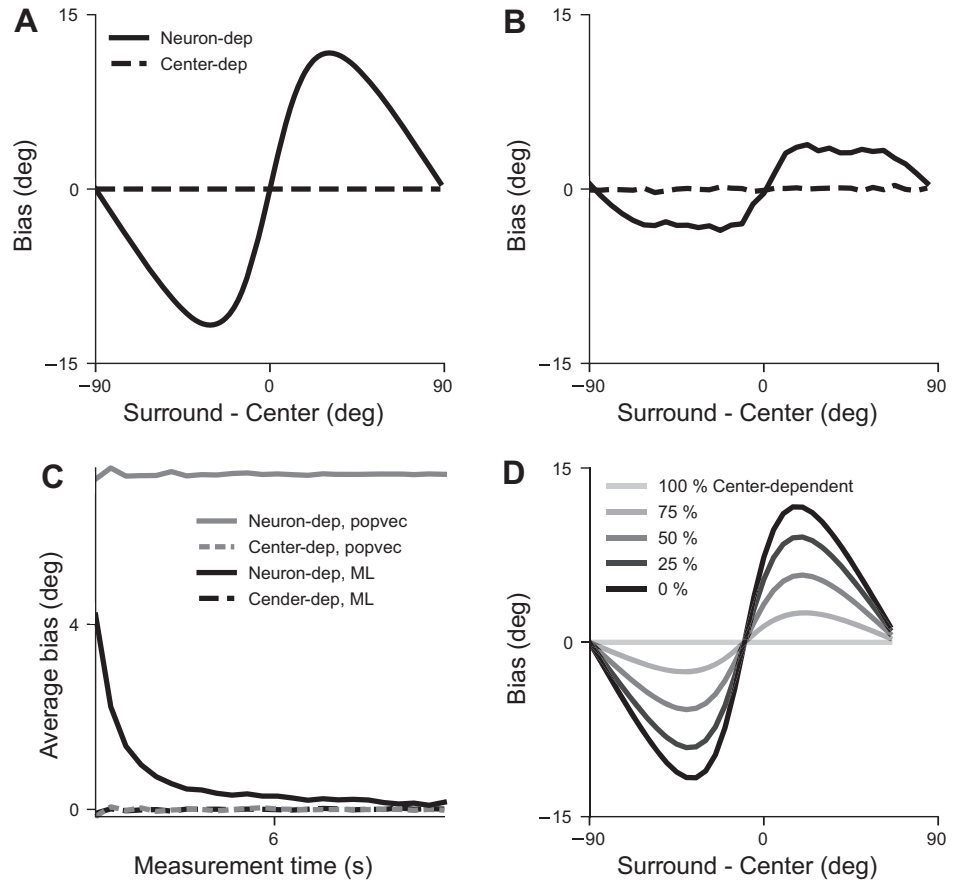 A
15
Neuron-dep
Center-dep
Bias (deg)
0
−15
−90
0
90
Surround - Center (deg)
B
15
Bias (deg)
0
−15
−90
0
90
Surround - Center (deg)
C
Neuron-dep, popvec
Center-dep, popvec
Neuron-dep, ML
Cender-dep, ML
Average bias (deg)
4
0
6
Measurement time (s)
D
15
100 % Center-dependent
75 %
50 %
25 %
0 %
Bias (deg)
0
−15
−90
0
90
Surround - Center (deg)